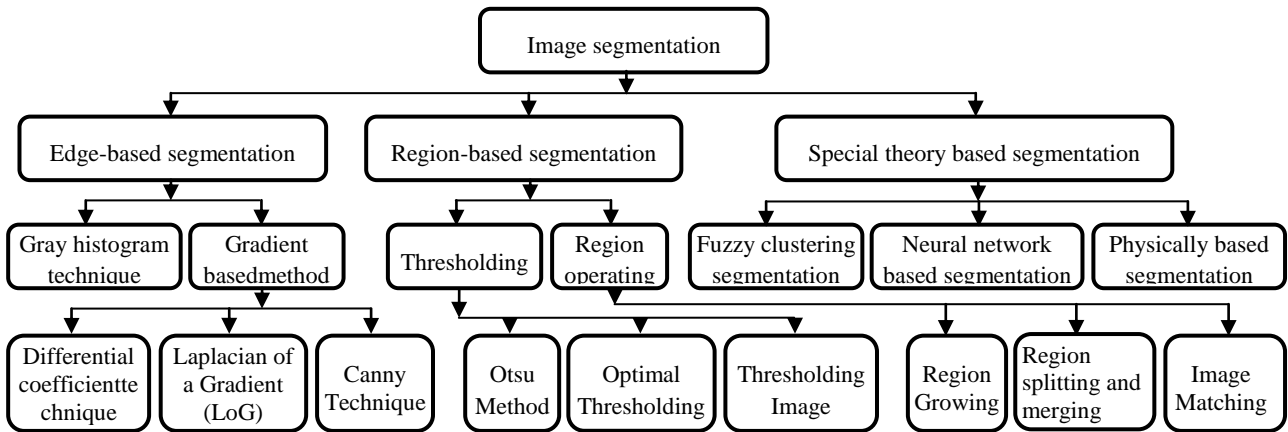 Image segmentation
Edge-based segmentation
Region-based segmentation
Special theory based segmentation
Gray histogram
technique
Gradient
basedmethod
Thresholding
Region
operating
Fuzzy clustering
segmentation
Neural network
based segmentation
Physically based
segmentation
Differential
coefficientte
chnique
Laplacian of
a Gradient
(LoG)
Canny
Technique
Otsu
Method
Optimal
Thresholding
Thresholding
Image
Region
Growing
Region
splitting and
merging
Image
Matching